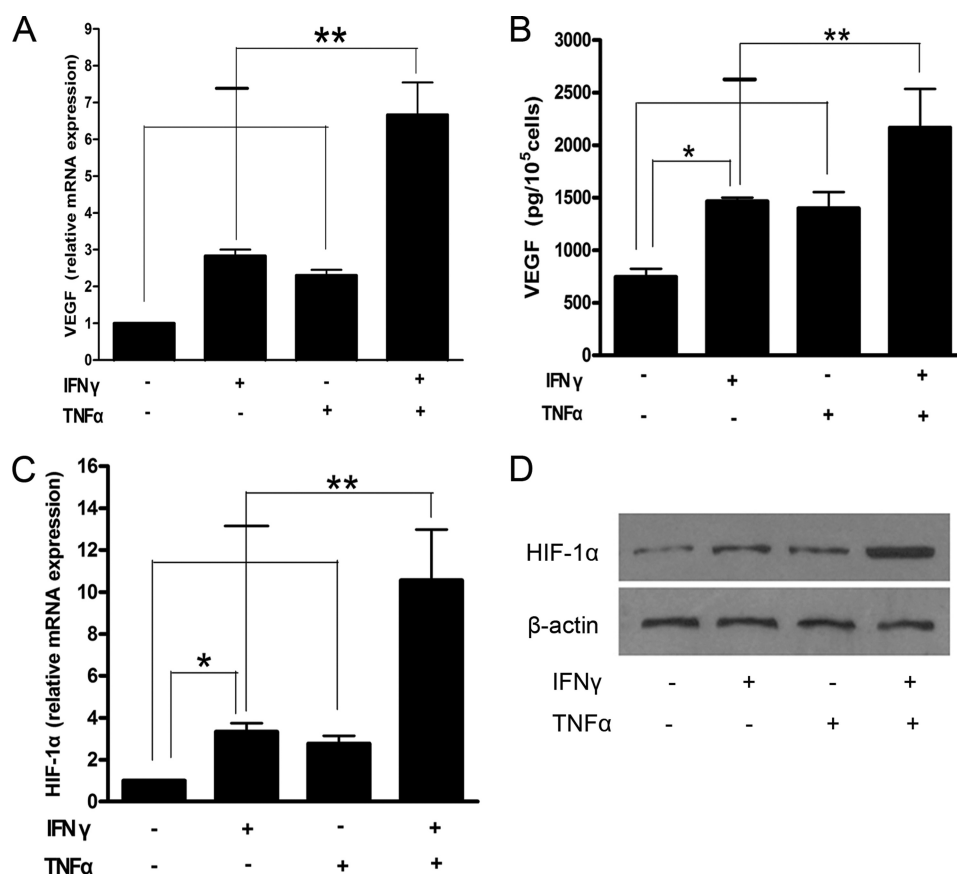 A
VEGF (relative mRNA expression)
9
8
7
6
5
4
3
2
1
0
**
IFNγ - + - +
TNFα - - + +
B
VEGF (pg/10⁵cells)
3000
2500
2000
1500
1000
500
0
**
*
IFNγ - + - +
TNFα - - + +
C
HIF-1α (relative mRNA expression)
16
14
12
10
8
6
4
2
0
**
*
IFNγ - + - +
TNFα - - + +
D
HIF-1α
β-actin
IFNγ - + - +
TNFα - - + +